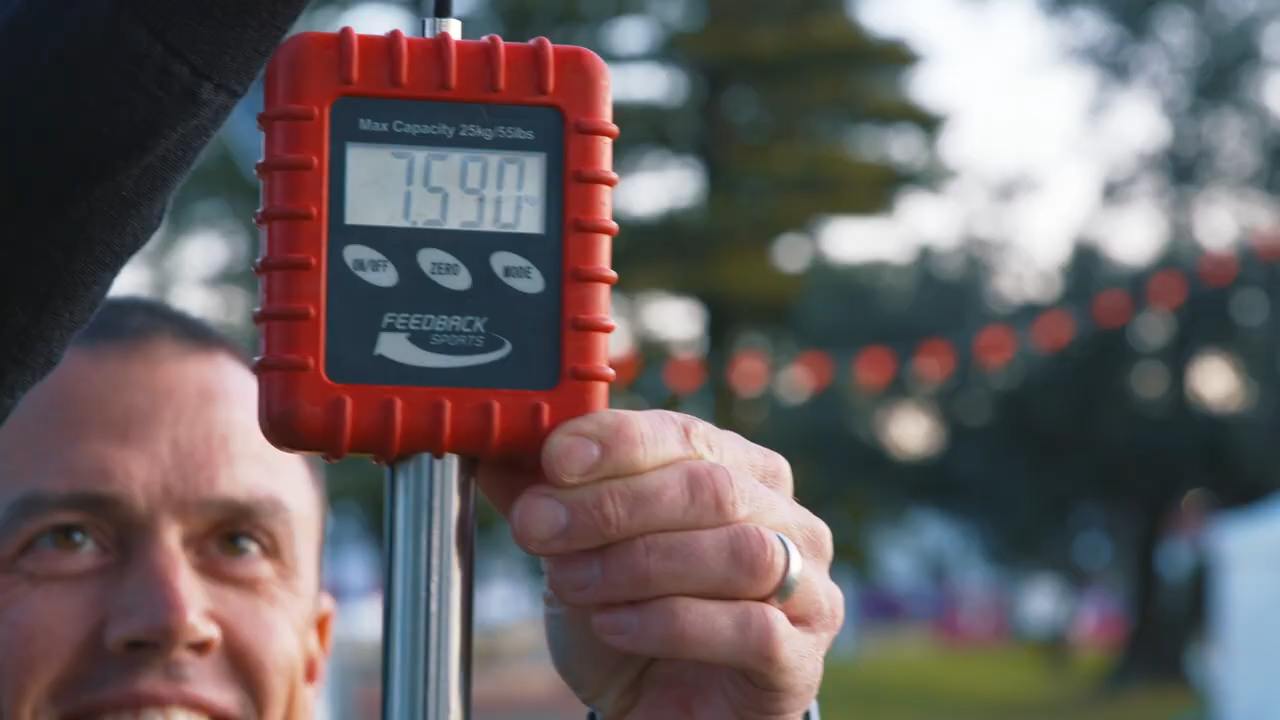 Max Capacity 25kg/55lbs
7.590
ON/OFF ZERO MODE
FEEDBACK
SPORTS